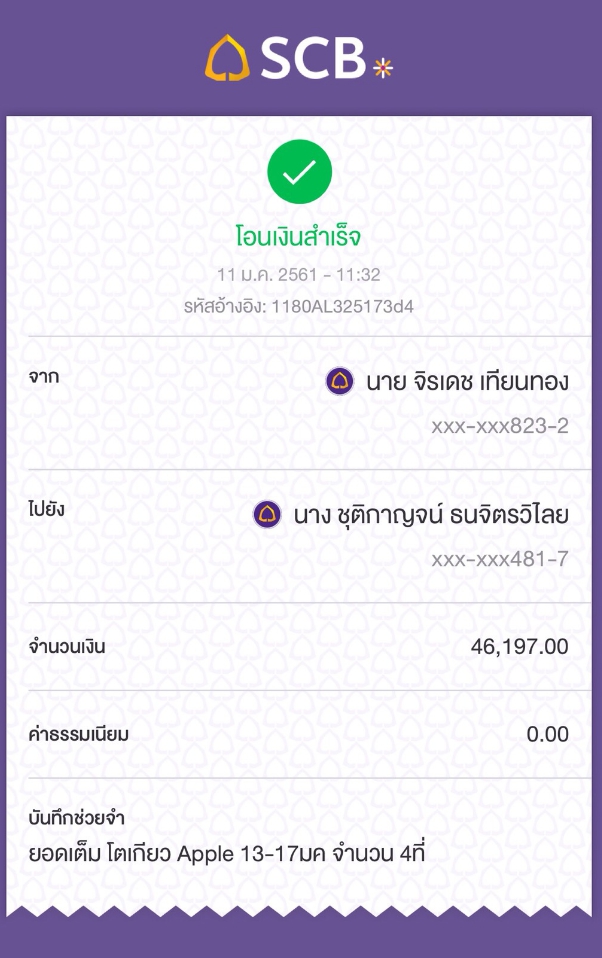 SCB
โอนเงินสำเร็จ
11 ม.ค. 2561 - 11:32
รหัสอ้างอิง: 1180AL325173d4
จาก
นาย จิรเดช เทียนทอง
xxx-xxx823-2
ไปยัง
นาง ชุติกาญจน์ ธนจิตรวิไลย
xxx-xxx481-7
จำนวนเงิน 46,197.00
ค่าธรรมเนียม 0.00
บันทึกช่วยจำ
ยอดเต็ม โตเกียว Apple 13-17มค จำนวน 4ที่